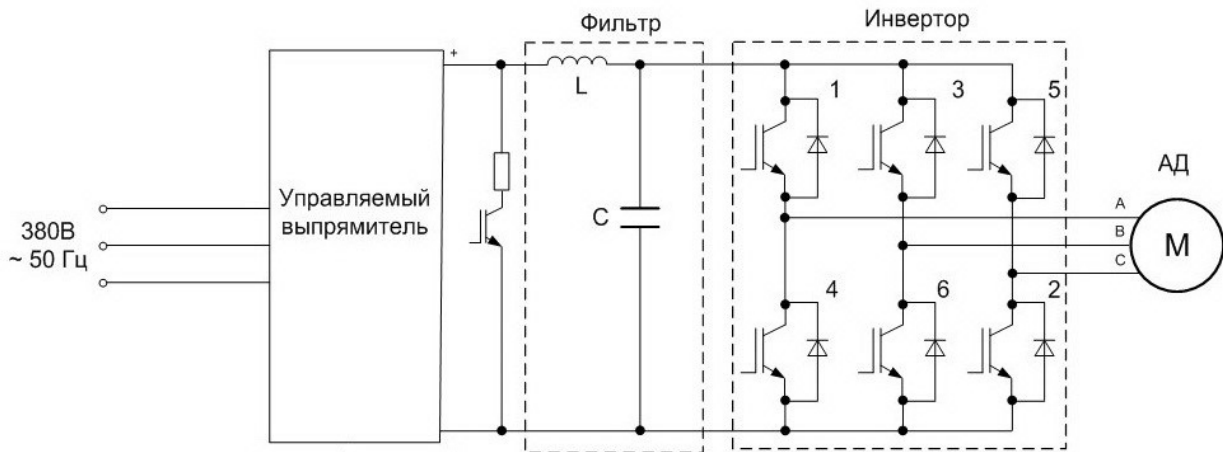 Фильтр
Инвертор
+
L
1
3
5
АД
Управляемый
выпрямитель
380В
~ 50 Гц
C
A
B
C
М
4
6
2